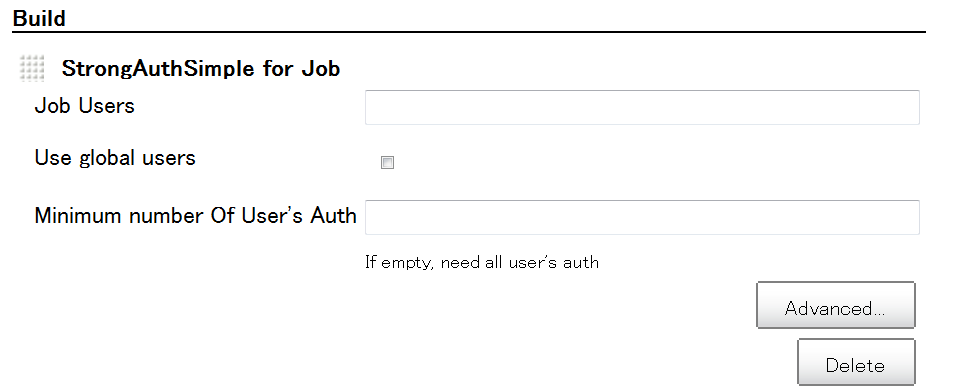 Build
StrongAuthSimple for Job
Job Users
Use global users
Minimum number Of User's Auth
If empty, need all user's auth
Advanced...
Delete